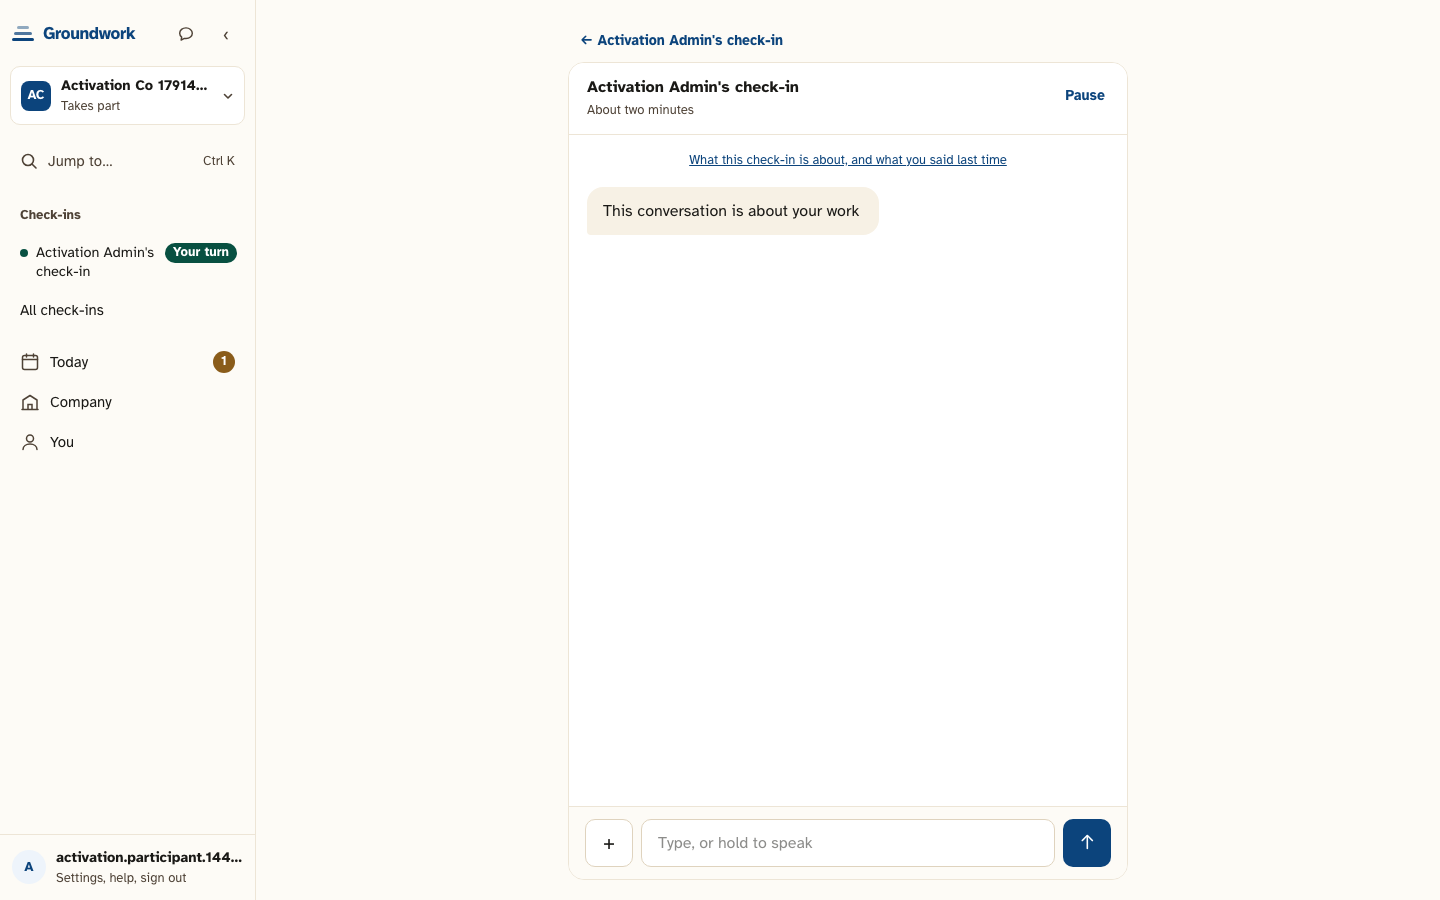 Groundwork
AC
Activation Co 17914...
Takes part
Jump to...
Ctrl K
Check-ins
Activation Admin's
check-in
Your turn
All check-ins
Today
1
Company
You
A
activation.participant.144...
Settings, help, sign out
← Activation Admin's check-in
Activation Admin's check-in
About two minutes
Pause
What this check-in is about, and what you said last time
This conversation is about your work
+
Type, or hold to speak